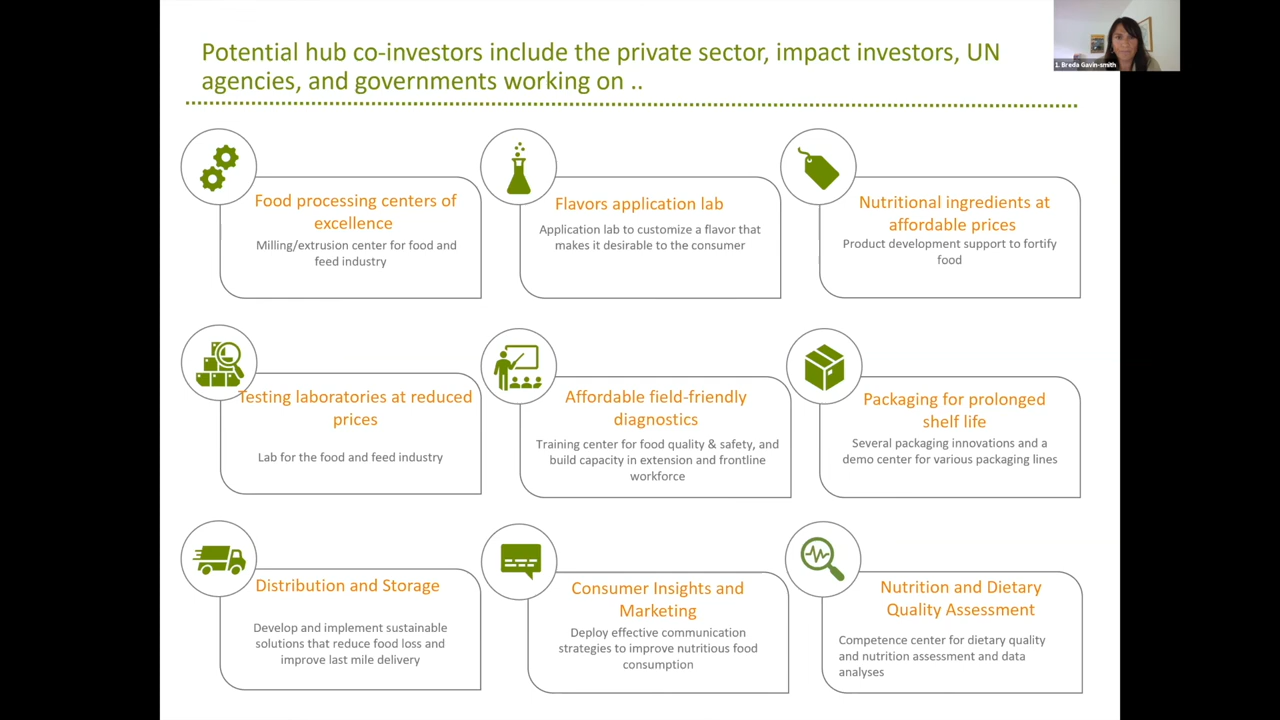 Potential hub co-investors include the private sector, impact investors, UN
agencies, and governments working on ..
1. Breda Gavin-smith
Food processing centers of
excellence
Milling/extrusion center for food and
feed industry
Flavors application lab
Application lab to customize a flavor that
makes it desirable to the consumer
Nutritional ingredients at
affordable prices
Product development support to fortify
food
Testing laboratories at reduced
prices
Lab for the food and feed industry
Affordable field-friendly
diagnostics
Training center for food quality & safety, and
build capacity in extension and frontline
workforce
Packaging for prolonged
shelf life
Several packaging innovations and a
demo center for various packaging lines
Distribution and Storage
Develop and implement sustainable
solutions that reduce food loss and
improve last mile delivery
Consumer Insights and
Marketing
Deploy effective communication
strategies to improve nutritious food
consumption
Nutrition and Dietary
Quality Assessment
Competence center for dietary quality
and nutrition assessment and data
analyses